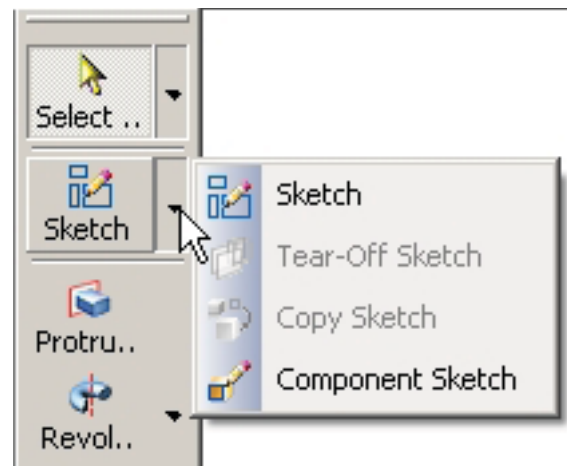 Select ..
Sketch
Protru..
Revol..
Sketch
Tear-Off Sketch
Copy Sketch
Component Sketch